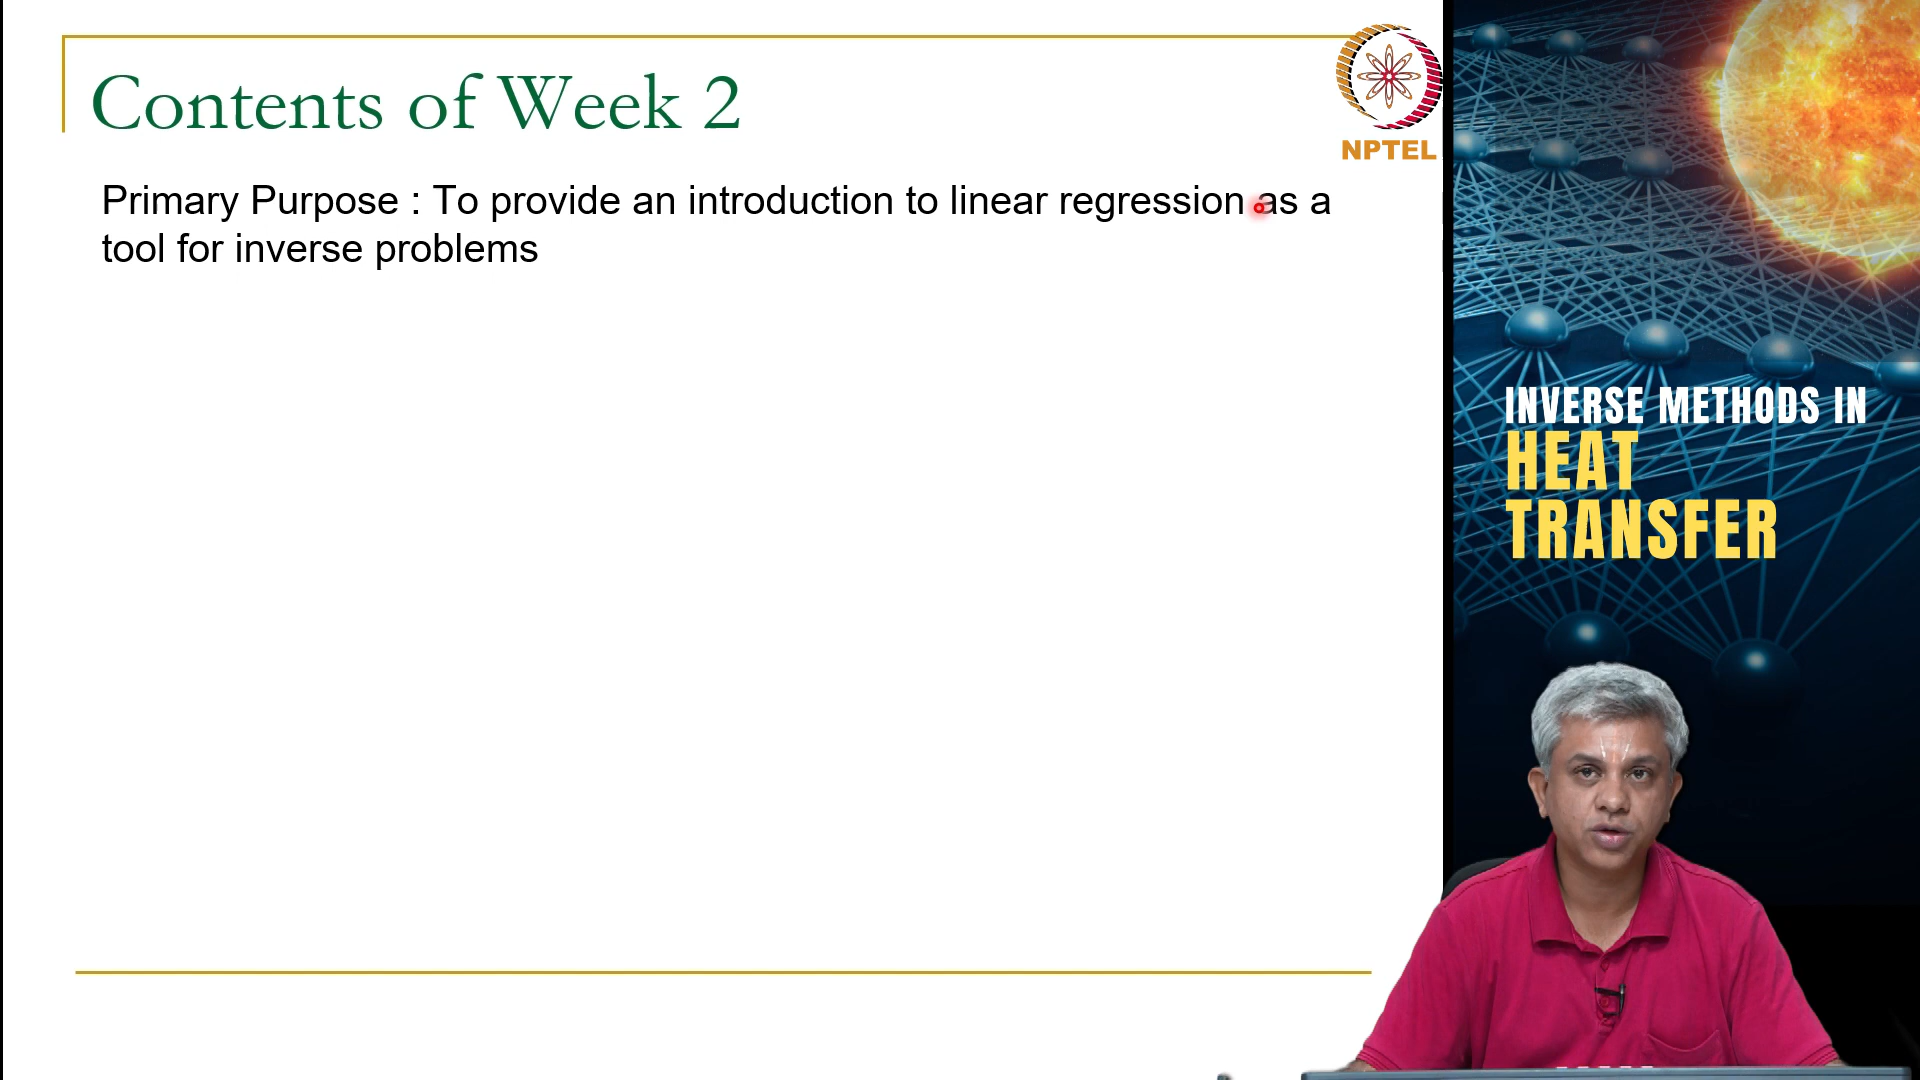 Contents of Week 2
NPTEL
Primary Purpose : To provide an introduction to linear regression as a
tool for inverse problems
INVERSE METHODS IN
HEAT
TRANSFER